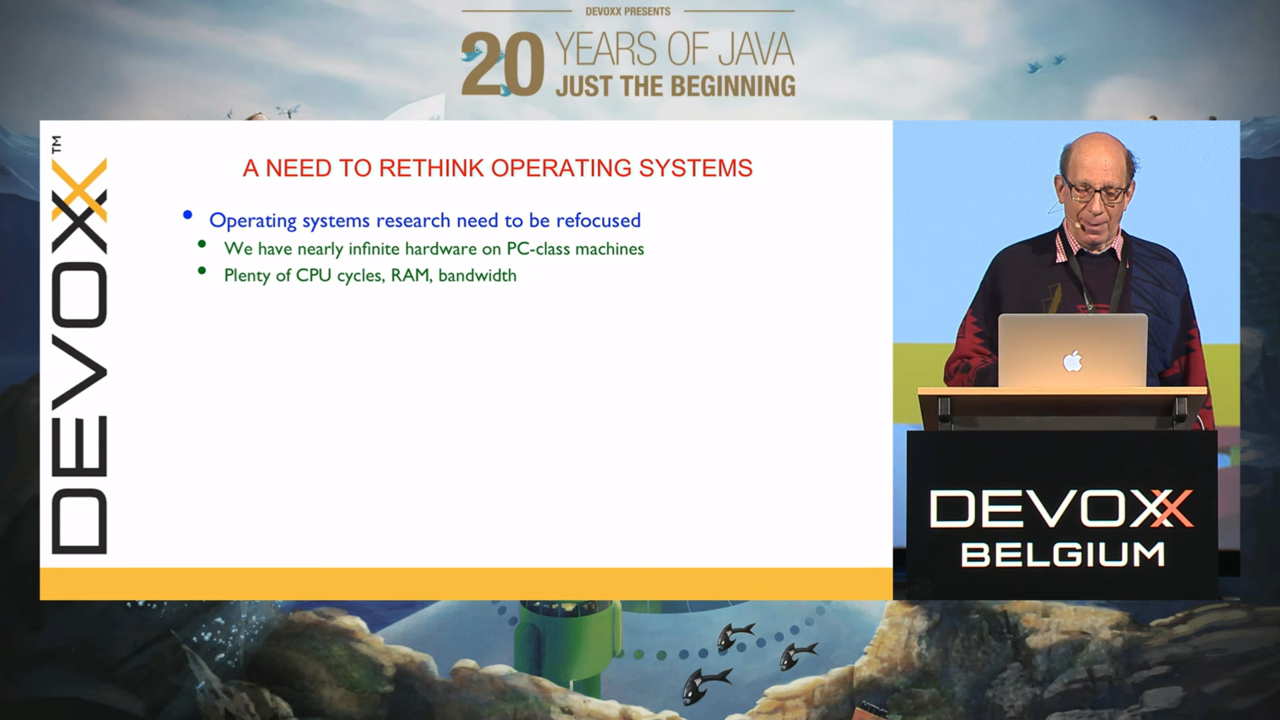 DEVOXX PRESENTS
20 YEARS OF JAVA
JUST THE BEGINNING
DEVOXX™
A NEED TO RETHINK OPERATING SYSTEMS
• Operating systems research need to be refocused
• We have nearly infinite hardware on PC-class machines
• Plenty of CPU cycles, RAM, bandwidth
DEVOXX
BELGIUM